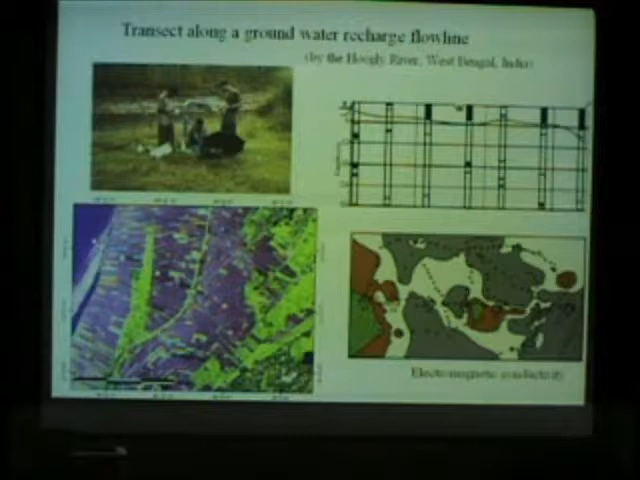 Transect along a ground water recharge flowline
(by the Hoogly River, West Bengal, India)
Electromagnetic conductivity